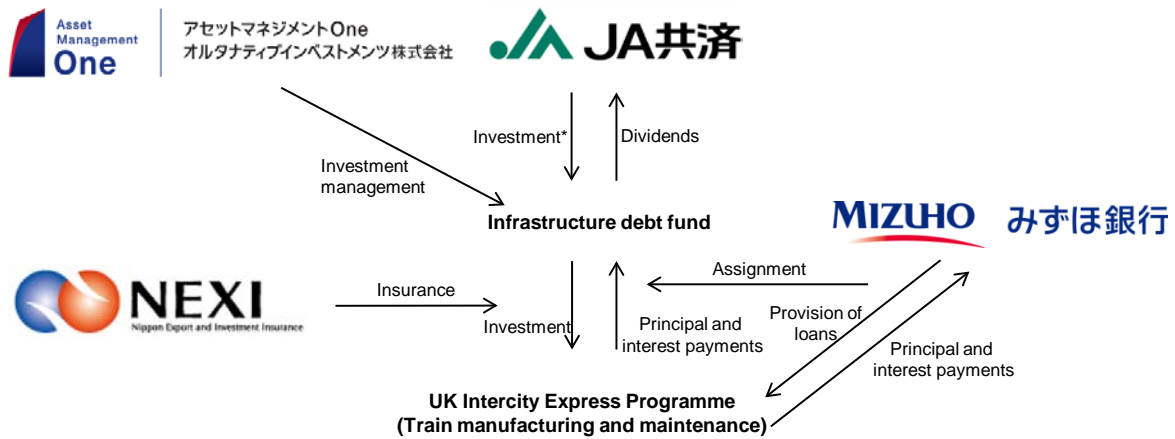 Asset
Management
One
アセットマネジメントOne
オルタナティブインベストメンツ株式会社
JA共済
Investment*
Dividends
Investment
management
Infrastructure debt fund
MIZUHO みずほ銀行
NEXI
Nippon Export and Investment Insurance
Insurance
Assignment
Investment
Principal and
interest payments
Provision of
loans
Principal and
interest payments
UK Intercity Express Programme
(Train manufacturing and maintenance)